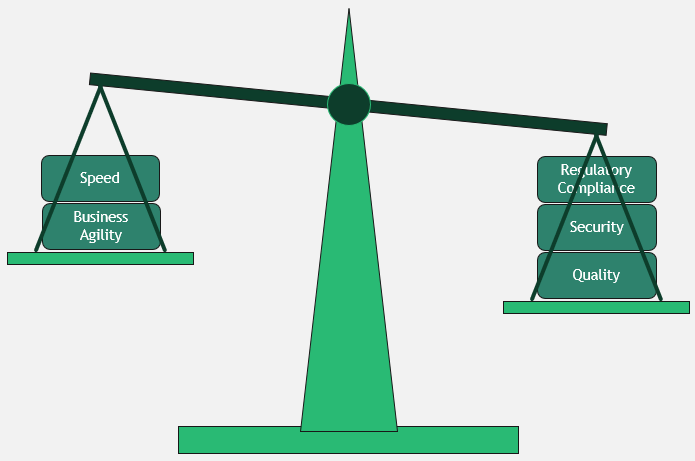 Speed
Business
Agility
Regulatory
Compliance
Security
Quality